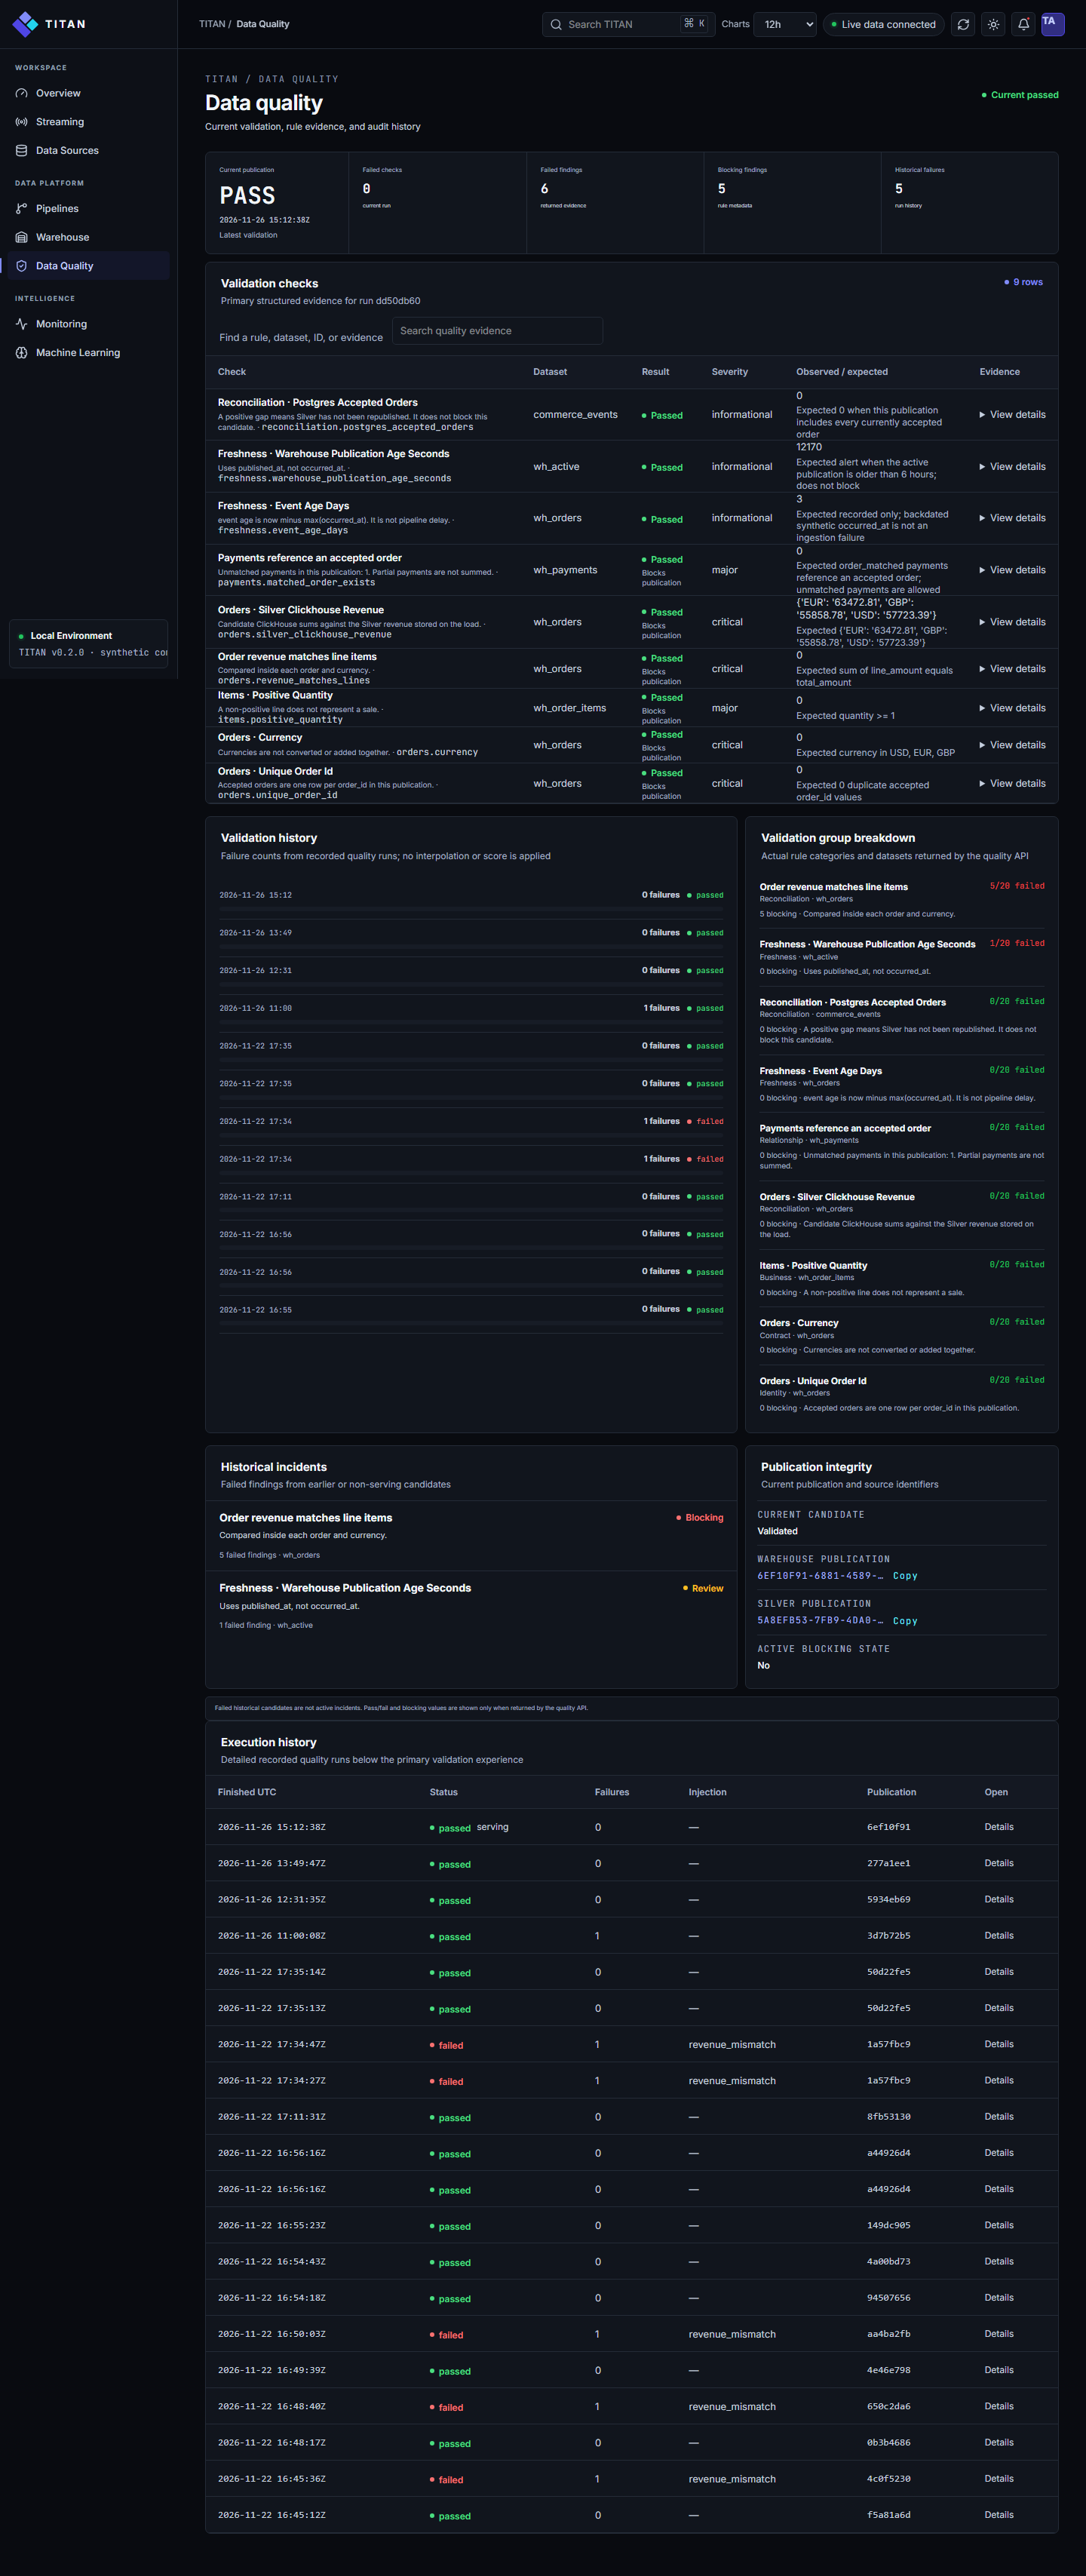 TITAN
TITAN / Data Quality
Search TITAN ⌘ K
Charts 12h
Live data connected
TA
WORKSPACE
Overview
Streaming
Data Sources
DATA PLATFORM
Pipelines
Warehouse
Data Quality
INTELLIGENCE
Monitoring
Machine Learning
Local Environment
TITAN v0.2.0 · synthetic co
TITAN / DATA QUALITY
Data quality
Current validation, rule evidence, and audit history
Current passed
Current publication
PASS
2026-11-26 15:12:38Z
Latest validation
Failed checks
0
current run
Failed findings
6
returned evidence
Blocking findings
5
rule metadata
Historical failures
5
run history
Validation checks
Primary structured evidence for run dd50db60
9 rows
Find a rule, dataset, ID, or evidence Search quality evidence
Check Dataset Result Severity Observed / expected Evidence
Reconciliation · Postgres Accepted Orders
A positive gap means Silver has not been republished. It does not block this
candidate. · reconciliation.postgres_accepted_orders
commerce_events
Passed
informational
0
Expected 0 when this publication
includes every currently accepted
order
View details
Freshness · Warehouse Publication Age Seconds
Uses published_at, not occurred_at. ·
freshness.warehouse_publication_age_seconds
wh_active
Passed
informational
12170
Expected alert when the active
publication is older than 6 hours;
does not block
View details
Freshness · Event Age Days
event age is now minus max(occurred_at). It is not pipeline delay. ·
freshness.event_age_days
wh_orders
Passed
informational
3
Expected recorded only; backdated
synthetic occurred_at is not an
ingestion failure
View details
Payments reference an accepted order
Unmatched payments in this publication: 1. Partial payments are not summed. ·
payments.matched_order_exists
wh_payments
Passed
Blocks
publication
major
0
Expected order_matched payments
reference an accepted order;
unmatched payments are allowed
View details
Orders · Silver Clickhouse Revenue
Candidate ClickHouse sums against the Silver revenue stored on the load. ·
orders.silver_clickhouse_revenue
wh_orders
Passed
Blocks
publication
critical
{'EUR': '63472.81', 'GBP':
'55858.78', 'USD': '57723.39'}
Expected {'EUR': '63472.81', 'GBP':
'55858.78', 'USD': '57723.39'}
View details
Order revenue matches line items
Compared inside each order and currency. ·
orders.revenue_matches_lines
wh_orders
Passed
Blocks
publication
critical
0
Expected sum of line_amount equals
total_amount
View details
Items · Positive Quantity
A non-positive line does not represent a sale. ·
items.positive_quantity
wh_order_items
Passed
Blocks
publication
major
0
Expected quantity >= 1
View details
Orders · Currency
Currencies are not converted or added together. · orders.currency
wh_orders
Passed
Blocks
publication
critical
0
Expected currency in USD, EUR, GBP
View details
Orders · Unique Order Id
Accepted orders are one row per order_id in this publication. ·
orders.unique_order_id
wh_orders
Passed
Blocks
publication
critical
0
Expected 0 duplicate accepted
order_id values
View details
Validation history
Failure counts from recorded quality runs; no interpolation or score is applied
2026-11-26 15:12 0 failures passed
2026-11-26 13:49 0 failures passed
2026-11-26 12:31 0 failures passed
2026-11-26 11:00 1 failures passed
2026-11-22 17:35 0 failures passed
2026-11-22 17:35 0 failures passed
2026-11-22 17:34 1 failures failed
2026-11-22 17:34 1 failures failed
2026-11-22 17:11 0 failures passed
2026-11-22 16:56 0 failures passed
2026-11-22 16:56 0 failures passed
2026-11-22 16:55 0 failures passed
Validation group breakdown
Actual rule categories and datasets returned by the quality API
Order revenue matches line items 5/20 failed
Reconciliation · wh_orders
5 blocking · Compared inside each order and currency.
Freshness · Warehouse Publication Age Seconds 1/20 failed
Freshness · wh_active
0 blocking · Uses published_at, not occurred_at.
Reconciliation · Postgres Accepted Orders 0/20 failed
Reconciliation · commerce_events
0 blocking · A positive gap means Silver has not been republished. It does not
block this candidate.
Freshness · Event Age Days 0/20 failed
Freshness · wh_orders
0 blocking · event age is now minus max(occurred_at). It is not pipeline delay.
Payments reference an accepted order 0/20 failed
Relationship · wh_payments
0 blocking · Unmatched payments in this publication: 1. Partial payments are not
summed.
Orders · Silver Clickhouse Revenue 0/20 failed
Reconciliation · wh_orders
0 blocking · Candidate ClickHouse sums against the Silver revenue stored on
the load.
Items · Positive Quantity 0/20 failed
Business · wh_order_items
0 blocking · A non-positive line does not represent a sale.
Orders · Currency 0/20 failed
Contract · wh_orders
0 blocking · Currencies are not converted or added together.
Orders · Unique Order Id 0/20 failed
Identity · wh_orders
0 blocking · Accepted orders are one row per order_id in this publication.
Historical incidents
Failed findings from earlier or non-serving candidates
Order revenue matches line items Blocking
Compared inside each order and currency.
5 failed findings · wh_orders
Freshness · Warehouse Publication Age Seconds Review
Uses published_at, not occurred_at.
1 failed finding · wh_active
Publication integrity
Current publication and source identifiers
CURRENT CANDIDATE
Validated
WAREHOUSE PUBLICATION
6EF10F91-6881-4589-… Copy
SILVER PUBLICATION
5A8EFB53-7FB9-4DA0-… Copy
ACTIVE BLOCKING STATE
No
Failed historical candidates are not active incidents. Pass/fail and blocking values are shown only when returned by the quality API.
Execution history
Detailed recorded quality runs below the primary validation experience
Finished UTC Status Failures Injection Publication Open
2026-11-26 15:12:38Z passed serving 0 — 6ef10f91 Details
2026-11-26 13:49:47Z passed 0 — 277a1ee1 Details
2026-11-26 12:31:35Z passed 0 — 5934eb69 Details
2026-11-26 11:00:08Z passed 1 — 3d7b72b5 Details
2026-11-22 17:35:14Z passed 0 — 50d22fe5 Details
2026-11-22 17:35:13Z passed 0 — 50d22fe5 Details
2026-11-22 17:34:47Z failed 1 revenue_mismatch 1a57fbc9 Details
2026-11-22 17:34:27Z failed 1 revenue_mismatch 1a57fbc9 Details
2026-11-22 17:11:31Z passed 0 — 8fb53130 Details
2026-11-22 16:56:16Z passed 0 — a44926d4 Details
2026-11-22 16:56:16Z passed 0 — a44926d4 Details
2026-11-22 16:55:23Z passed 0 — 149dc905 Details
2026-11-22 16:54:43Z passed 0 — 4a00bd73 Details
2026-11-22 16:54:18Z passed 0 — 94507656 Details
2026-11-22 16:50:03Z failed 1 revenue_mismatch aa4ba2fb Details
2026-11-22 16:49:39Z passed 0 — 4e46e798 Details
2026-11-22 16:48:40Z failed 1 revenue_mismatch 650c2da6 Details
2026-11-22 16:48:17Z passed 0 — 0b3b4686 Details
2026-11-22 16:45:36Z failed 1 revenue_mismatch 4c0f5230 Details
2026-11-22 16:45:12Z passed 0 — f5a81a6d Details